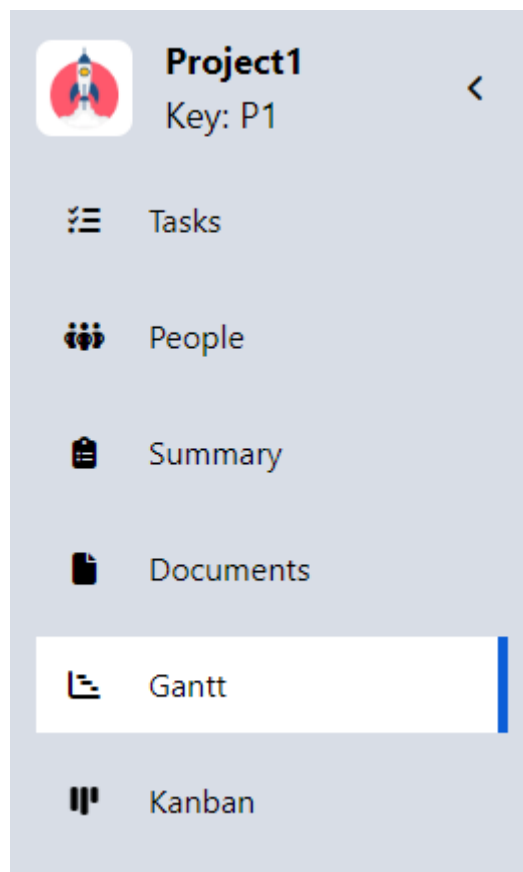 Project1
Key: P1
Tasks
People
Summary
Documents
Gantt
Kanban